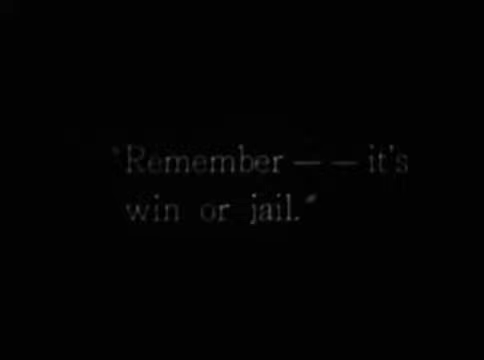 "Remember — — it's
win or jail."